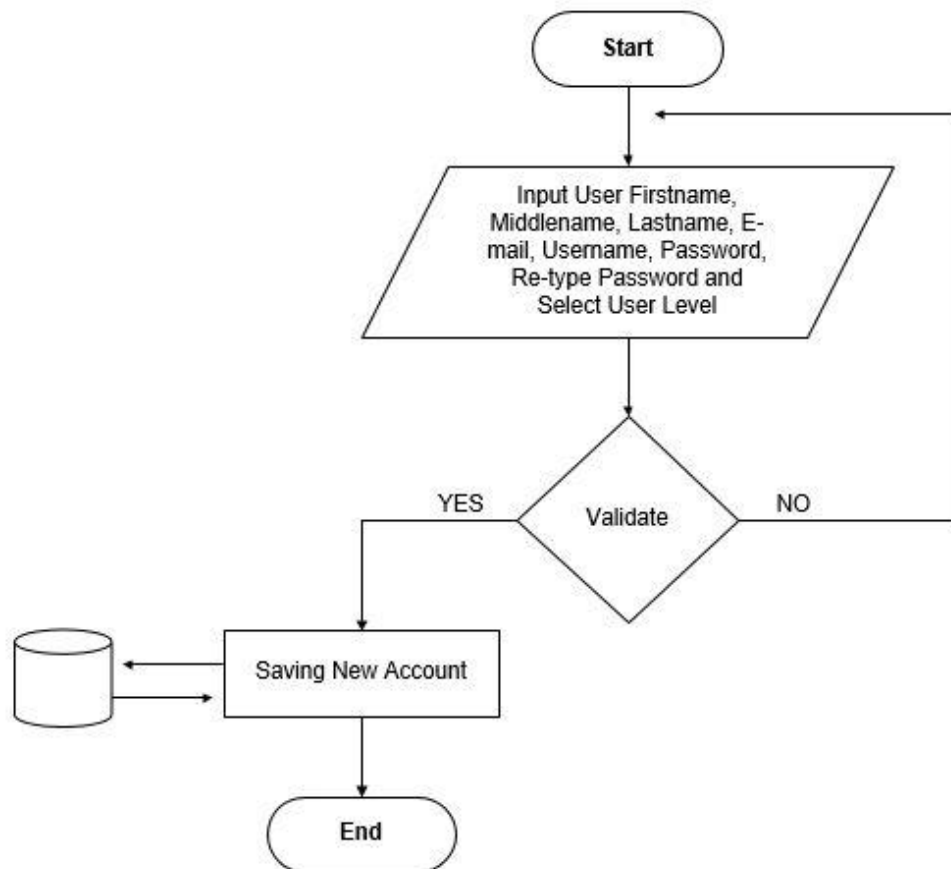 Start
Input User Firstname,
Middlename, Lastname, E-
mail, Username, Password,
Re-type Password and
Select User Level
YES
Validate
NO
Saving New Account
End